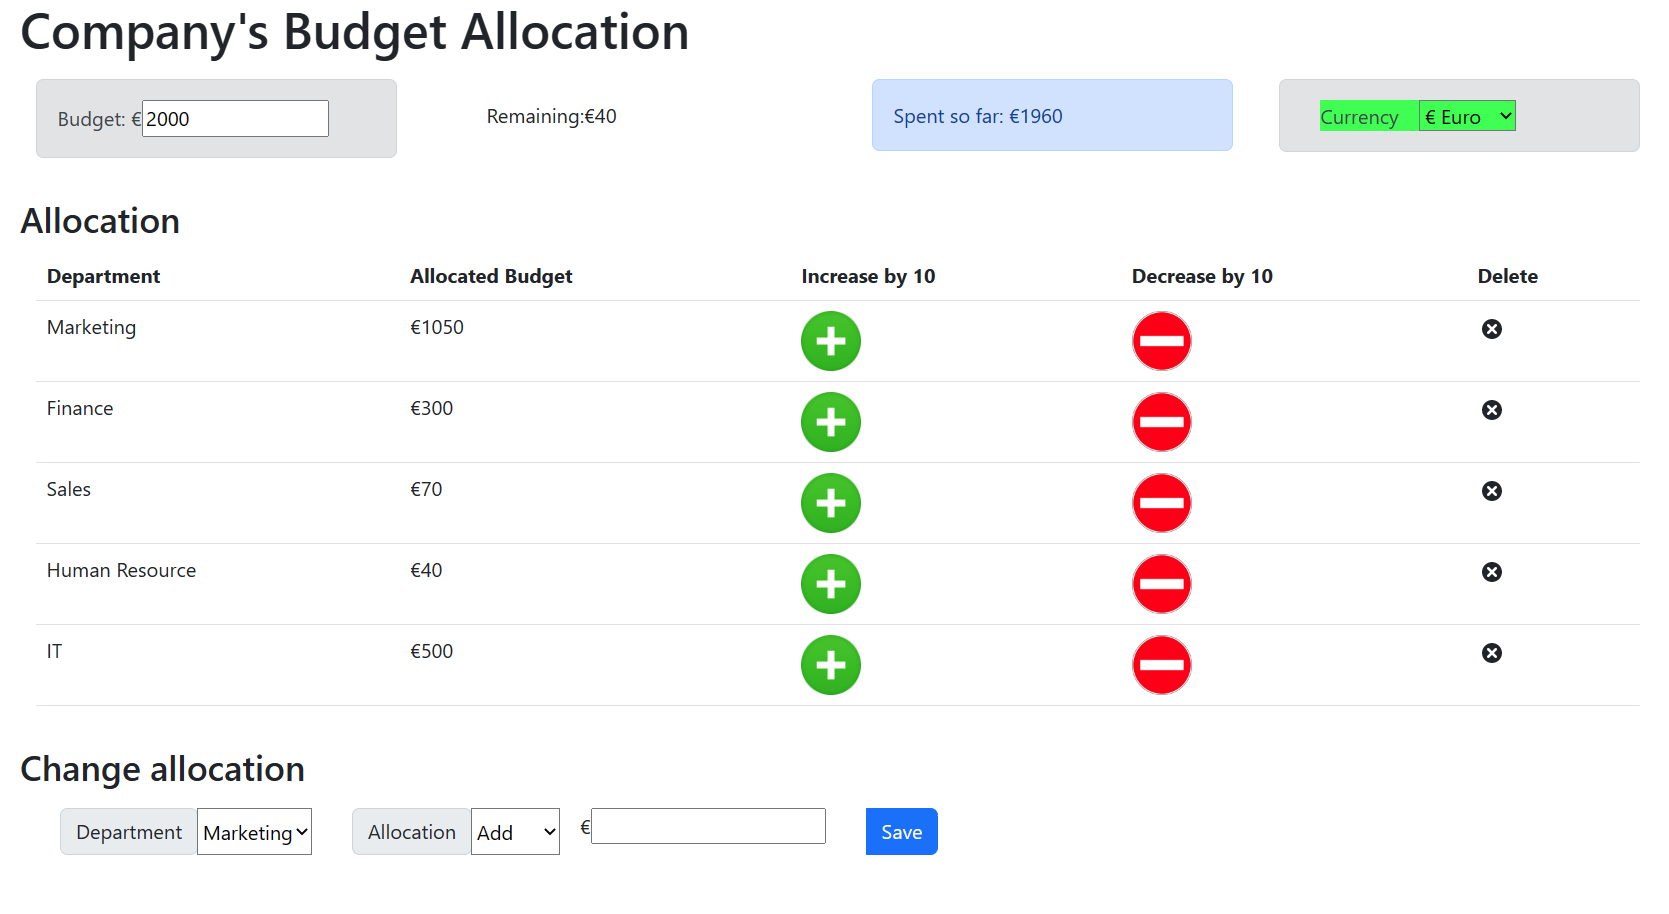 Company's Budget Allocation
Budget: €2000
Remaining:€40
Spent so far: €1960
Currency € Euro
Allocation
Department Allocated Budget Increase by 10 Decrease by 10 Delete
Marketing €1050
Finance €300
Sales €70
Human Resource €40
IT €500
Change allocation
Department Marketing Allocation Add € Save